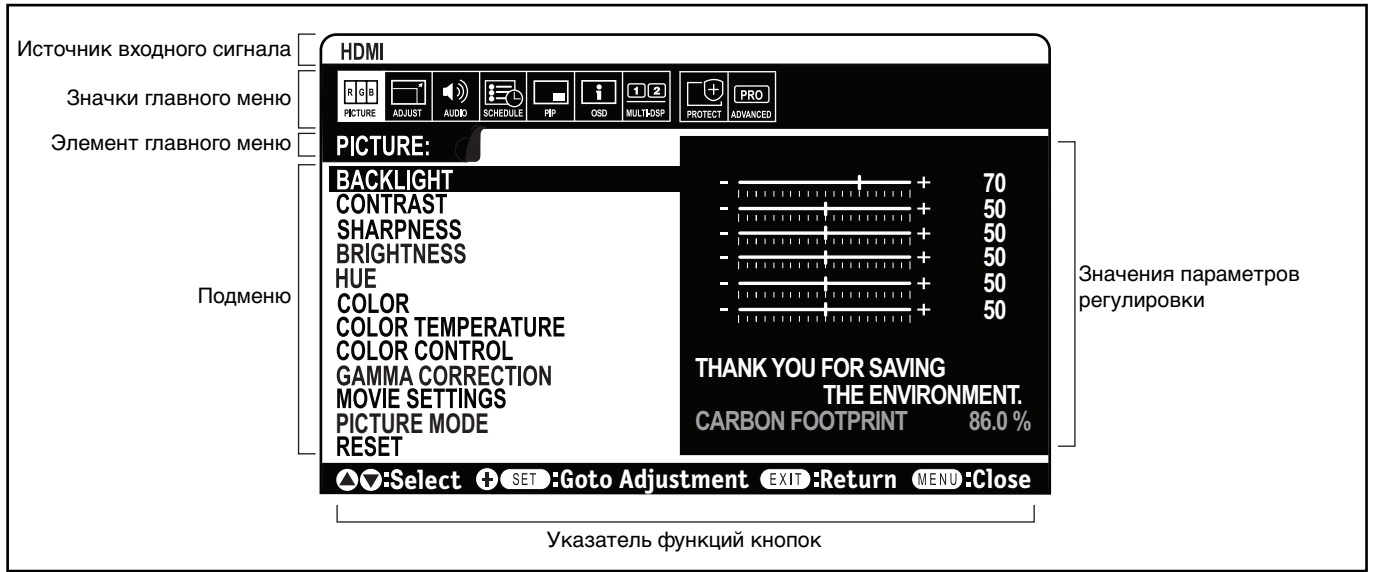 Источник входного сигнала
HDMI
Значки главного меню
R G B
PICTURE
ADJUST
AUDIO
SCHEDULE
PIP
OSD
1 2
MULTI-DSP
PROTECT
PRO
ADVANCED
Элемент главного меню
PICTURE:
Подменю
BACKLIGHT - + 70
CONTRAST - + 50
SHARPNESS - + 50
BRIGHTNESS - + 50
HUE - + 50
COLOR - + 50
COLOR TEMPERATURE
COLOR CONTROL
GAMMA CORRECTION
MOVIE SETTINGS
PICTURE MODE
RESET
THANK YOU FOR SAVING
THE ENVIRONMENT.
CARBON FOOTPRINT 86.0 %
Значения параметров
регулировки
:Select SET :Goto Adjustment EXIT :Return MENU :Close
Указатель функций кнопок